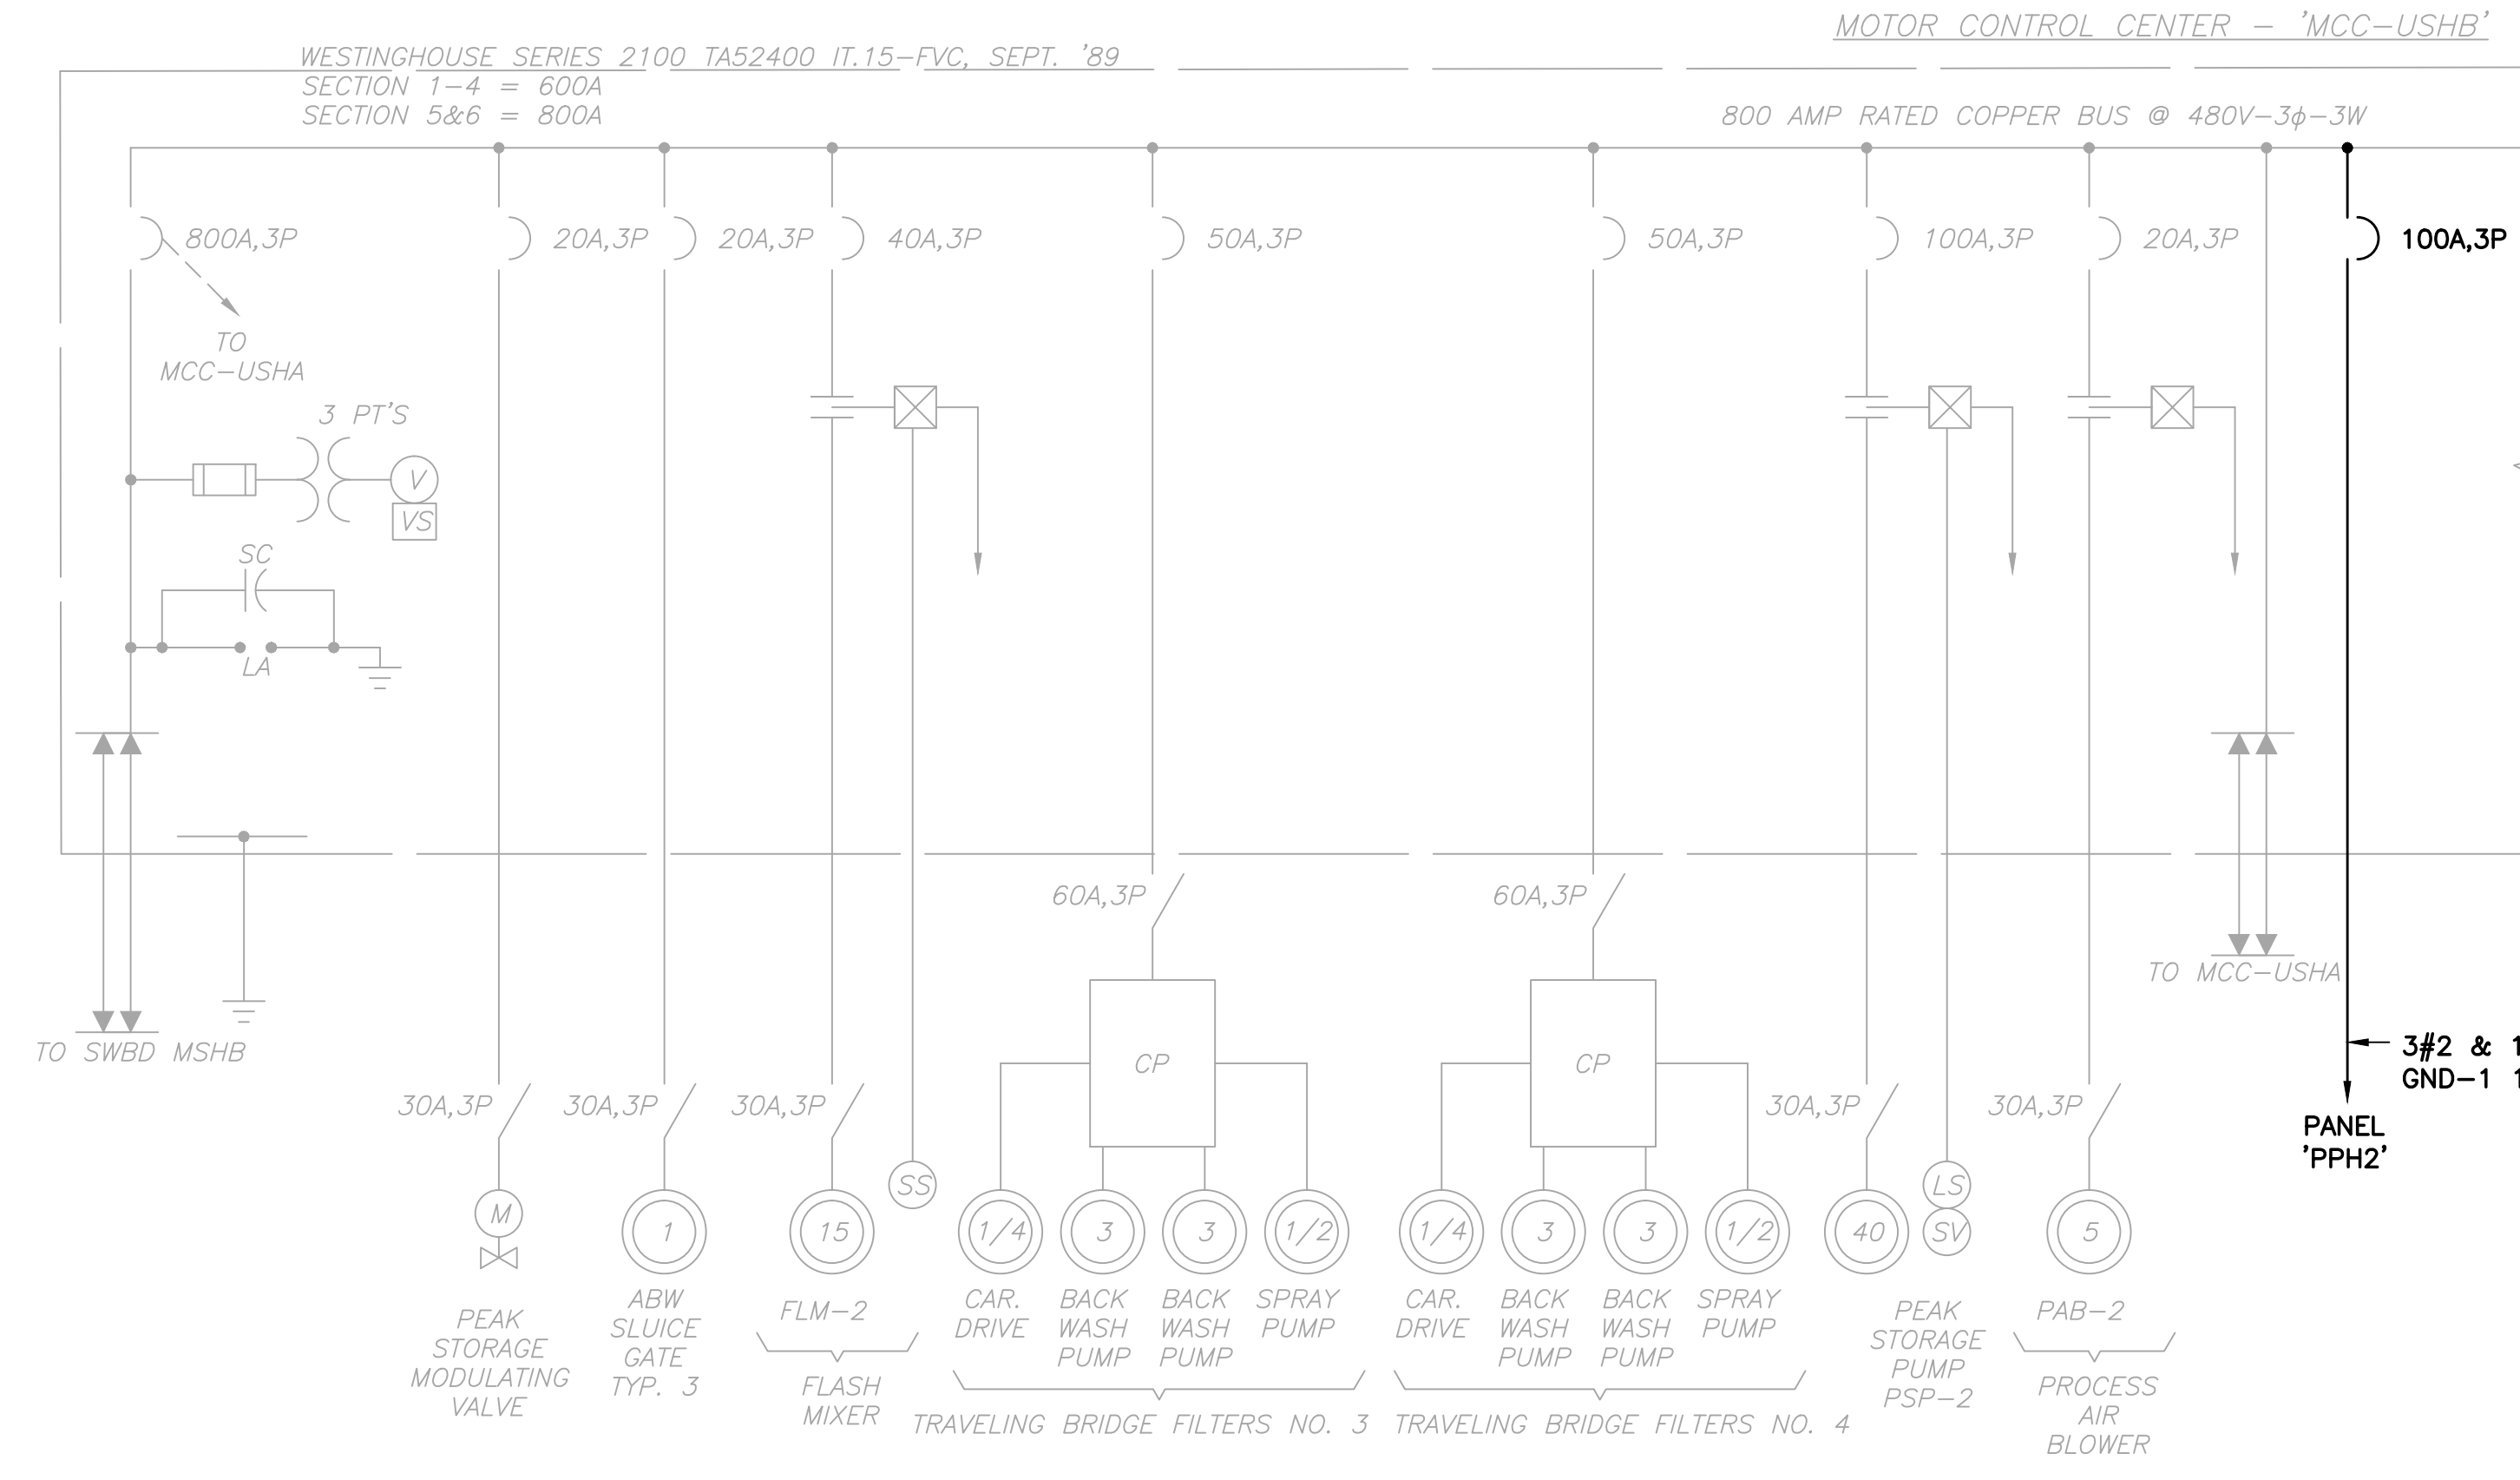 MOTOR CONTROL CENTER - 'MCC-USHB'
WESTINGHOUSE SERIES 2100 TA52400 IT.15-FVC, SEPT. '89
SECTION 1-4 = 600A
SECTION 5&6 = 800A
800 AMP RATED COPPER BUS @ 480V-3ϕ-3W
800A,3P
20A,3P
20A,3P
40A,3P
50A,3P
50A,3P
100A,3P
20A,3P
100A,3P
TO
MCC-USHA
3 PT'S
V
VS
SC
LA
60A,3P
60A,3P
TO MCC-USHA
TO SWBD MSHB
CP
CP
3#2 & 1
GND-1 1
30A,3P
30A,3P
30A,3P
30A,3P
30A,3P
PANEL
'PPH2'
SS
LS
M
1
15
1/4
3
3
1/2
1/4
3
3
1/2
40
SV
5
PEAK
STORAGE
MODULATING
VALVE
ABW
SLUICE
GATE
TYP. 3
FLM-2
FLASH
MIXER
CAR.
DRIVE
BACK
WASH
PUMP
BACK
WASH
PUMP
SPRAY
PUMP
TRAVELING BRIDGE FILTERS NO. 3
CAR.
DRIVE
BACK
WASH
PUMP
BACK
WASH
PUMP
SPRAY
PUMP
TRAVELING BRIDGE FILTERS NO. 4
PEAK
STORAGE
PUMP
PSP-2
PAB-2
PROCESS
AIR
BLOWER